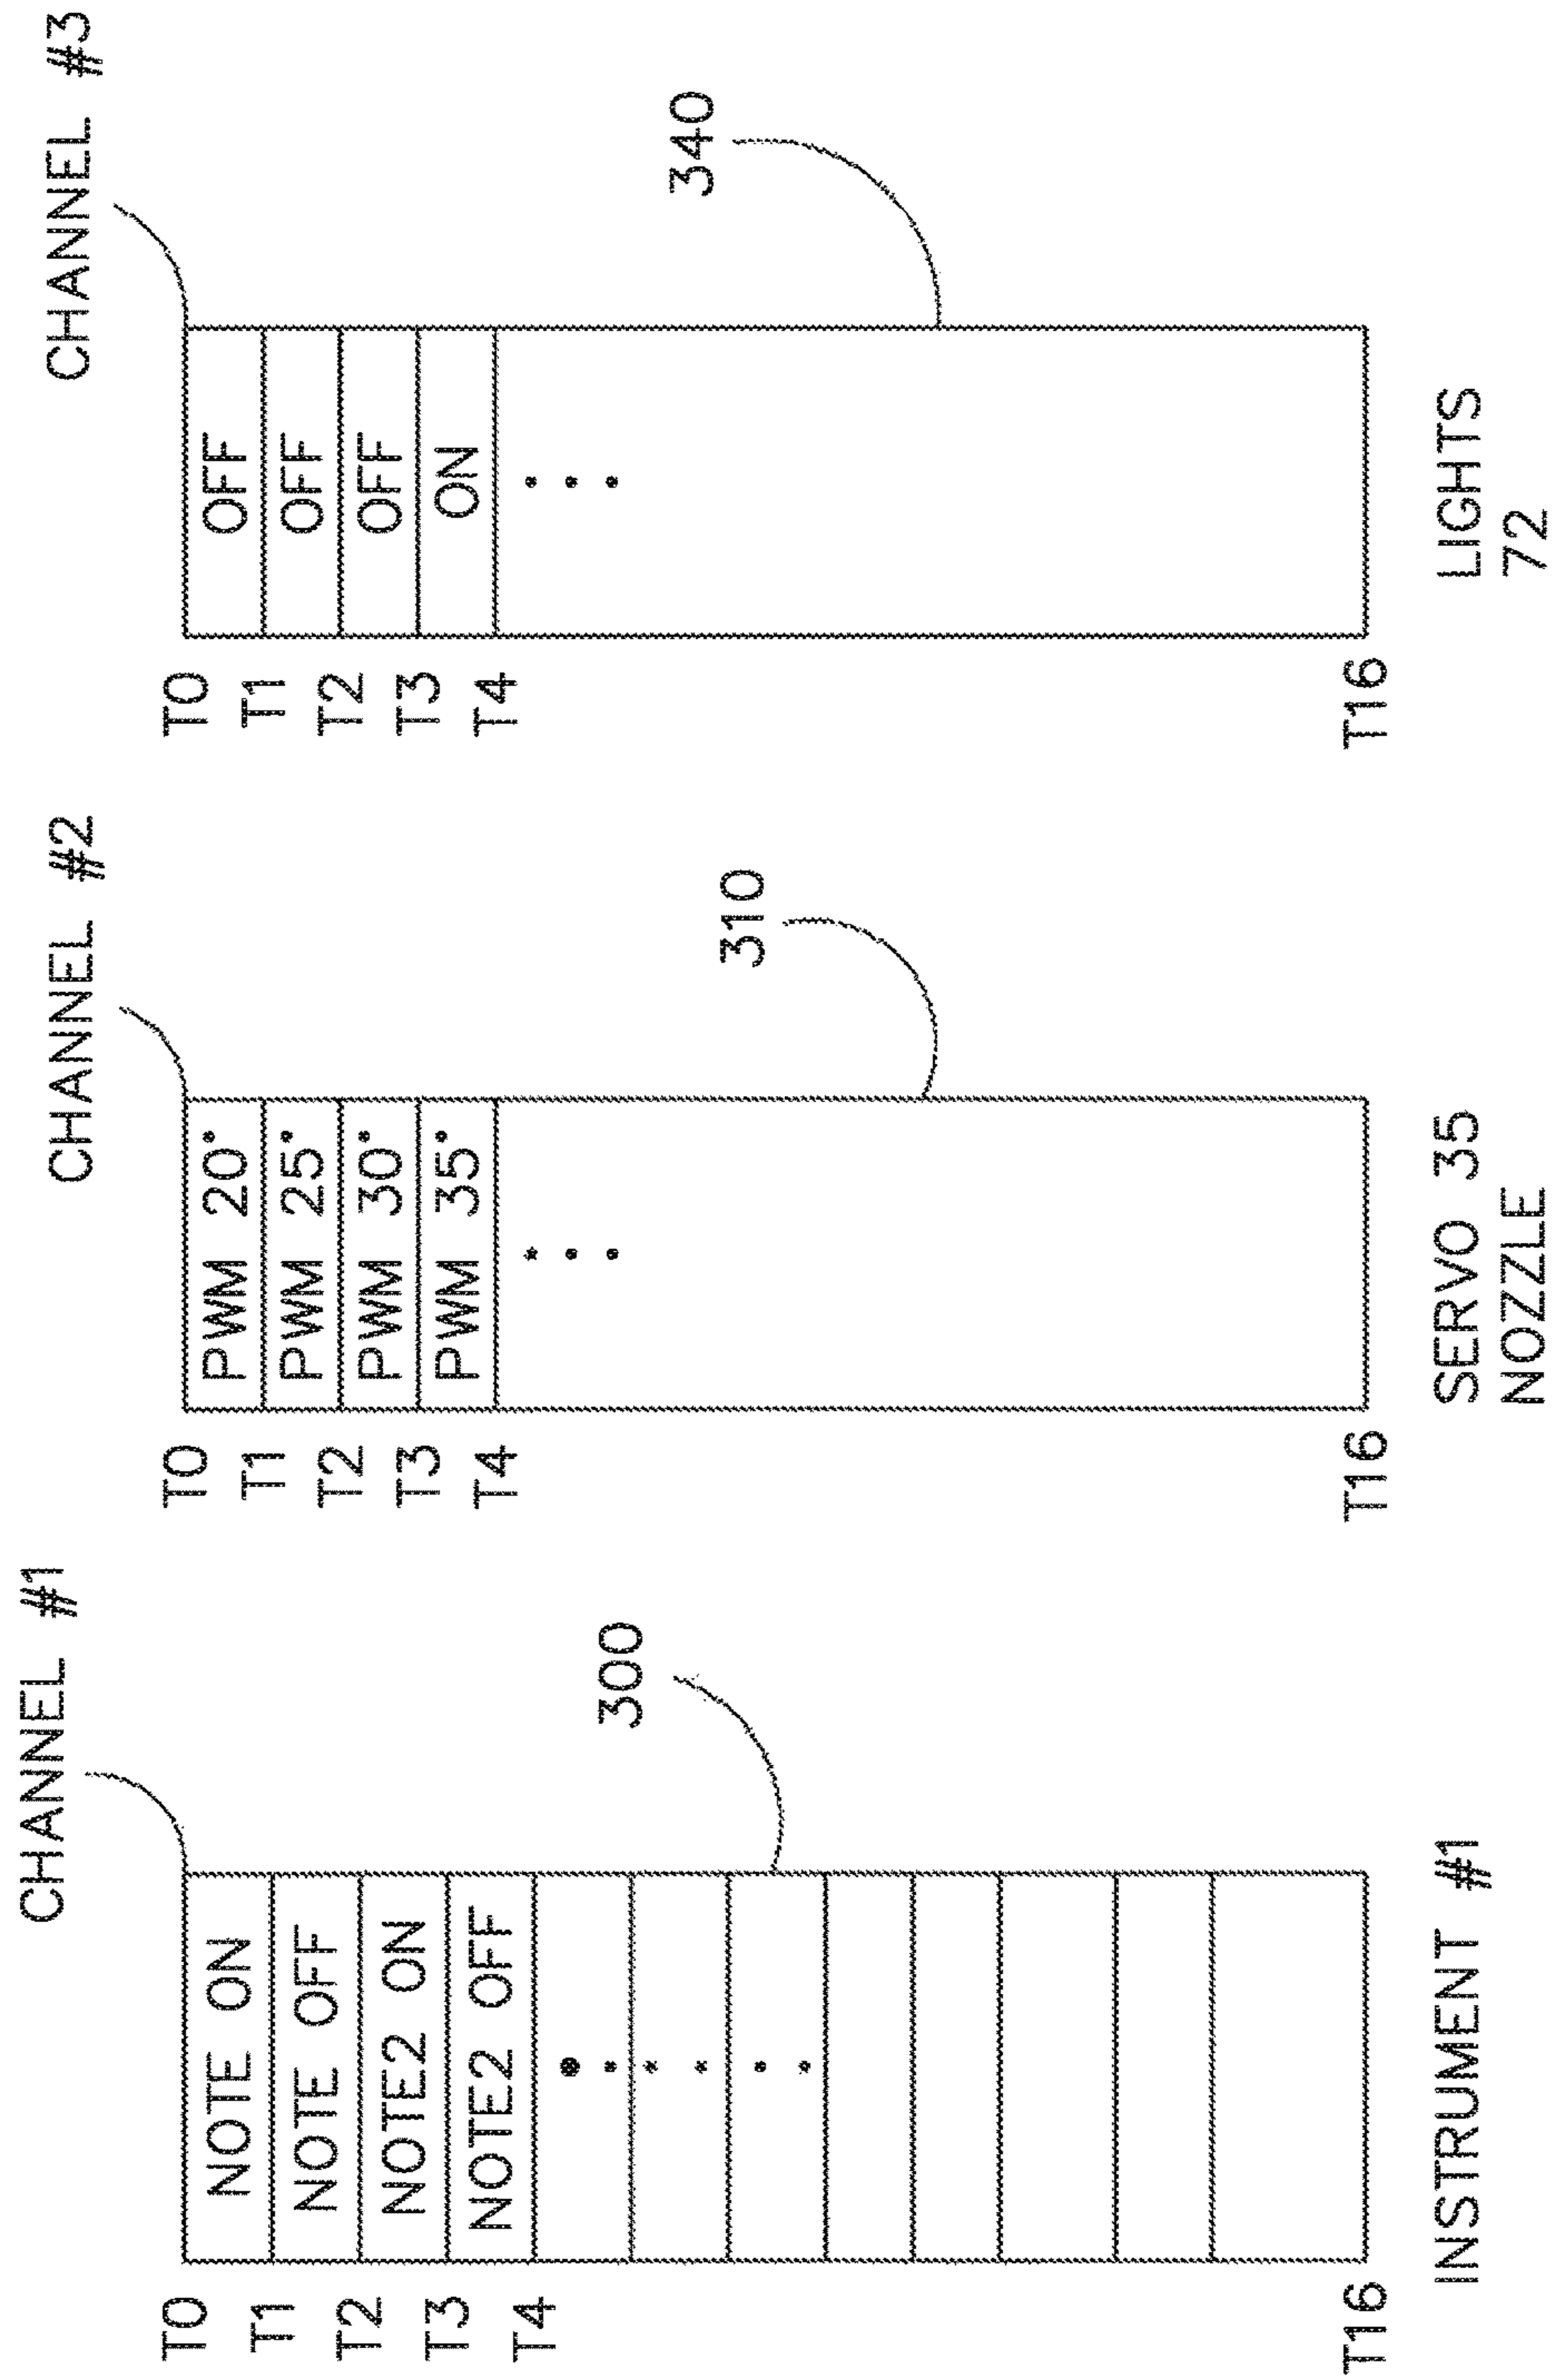 CHANNEL #1
T0
NOTE ON
T1
NOTE OFF
T2
NOTE2 ON
T3
NOTE2 OFF
T4
300
T16
INSTRUMENT #1
CHANNEL #2
T0
PWM 20°
T1
PWM 25°
T2
PWM 30°
T3
PWM 35°
T4
310
T16
SERVO 35
NOZZLE
CHANNEL #3
T0
OFF
T1
OFF
T2
OFF
T3
ON
T4
340
T16
LIGHTS
72